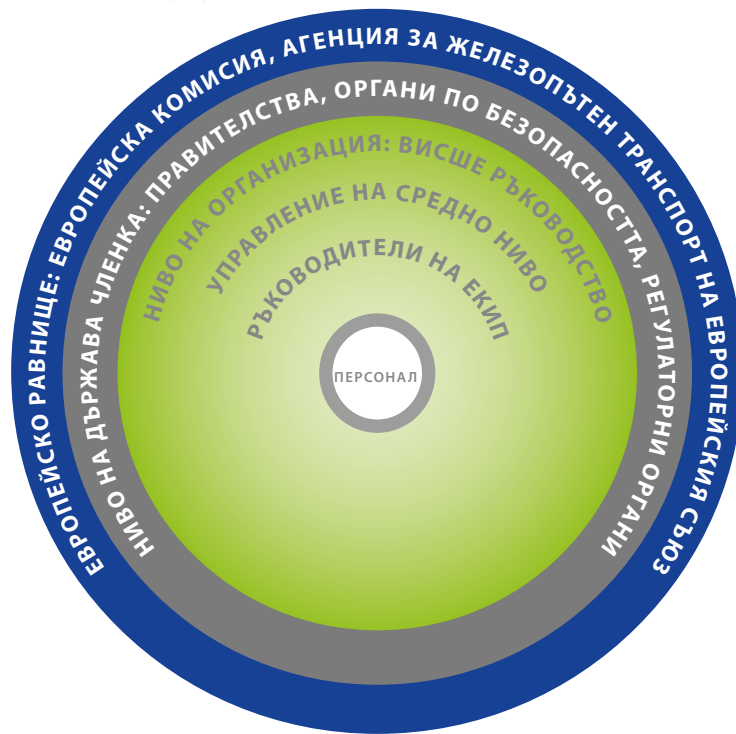 ЕВРОПЕЙСКО РАВНИЩЕ: ЕВРОПЕЙСКА КОМИСИЯ, АГЕНЦИЯ ЗА ЖЕЛЕЗОПЪТЕН ТРАНСПОРТ НА ЕВРОПЕЙСКИЯ СЪЮЗ
НИВО НА ДЪРЖАВА ЧЛЕНКА: ПРАВИТЕЛСТВА, ОРГАНИ ПО БЕЗОПАСНОСТТА, РЕГУЛАТОРНИ ОРГАНИ
НИВО НА ОРГАНИЗАЦИЯ: ВИСШЕ РЪКОВОДСТВО
УПРАВЛЕНИЕ НА СРЕДНО НИВО
РЪКОВОДИТЕЛИ НА ЕКИП
ПЕРСОНАЛ